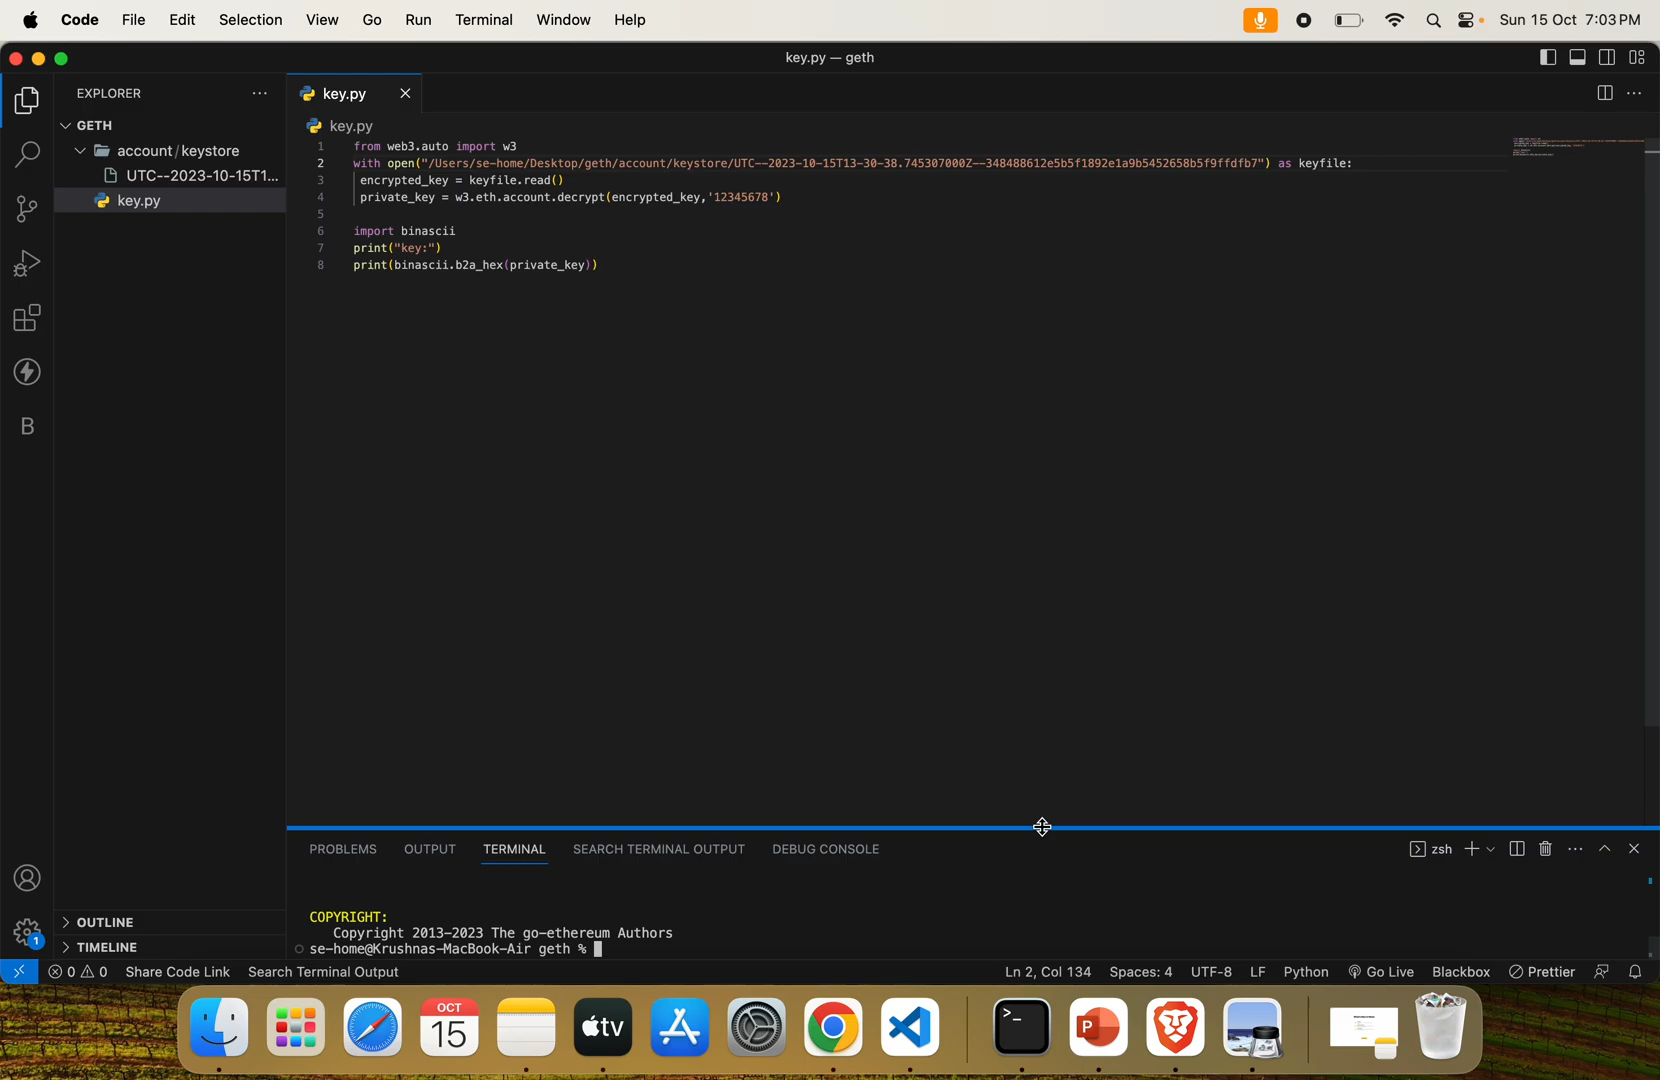 Code File Edit Selection View Go Run Terminal Window Help Sun 15 Oct 7:03 PM
key.py — geth
EXPLORER
key.py
GETH
key.py
account/keystore
UTC--2023-10-15T1...
key.py
1 from web3.auto import w3
2 with open("/Users/se-home/Desktop/geth/account/keystore/UTC--2023-10-15T13-30-38.745307000Z--348488612e5b5f1892e1a9b5452658b5f9ffdfb7") as keyfile:
3 encrypted_key = keyfile.read()
4 private_key = w3.eth.account.decrypt(encrypted_key,'12345678')
5
6 import binascii
7 print("key:")
8 print(binascii.b2a_hex(private_key))
B
PROBLEMS OUTPUT TERMINAL SEARCH TERMINAL OUTPUT DEBUG CONSOLE zsh
COPYRIGHT:
Copyright 2013-2023 The go-ethereum Authors
se-home@Krushnas-MacBook-Air geth %
OUTLINE
TIMELINE
1
0 0 Share Code Link Search Terminal Output Ln 2, Col 134 Spaces: 4 UTF-8 LF Python Go Live Blackbox Prettier
OCT
15
tv
P